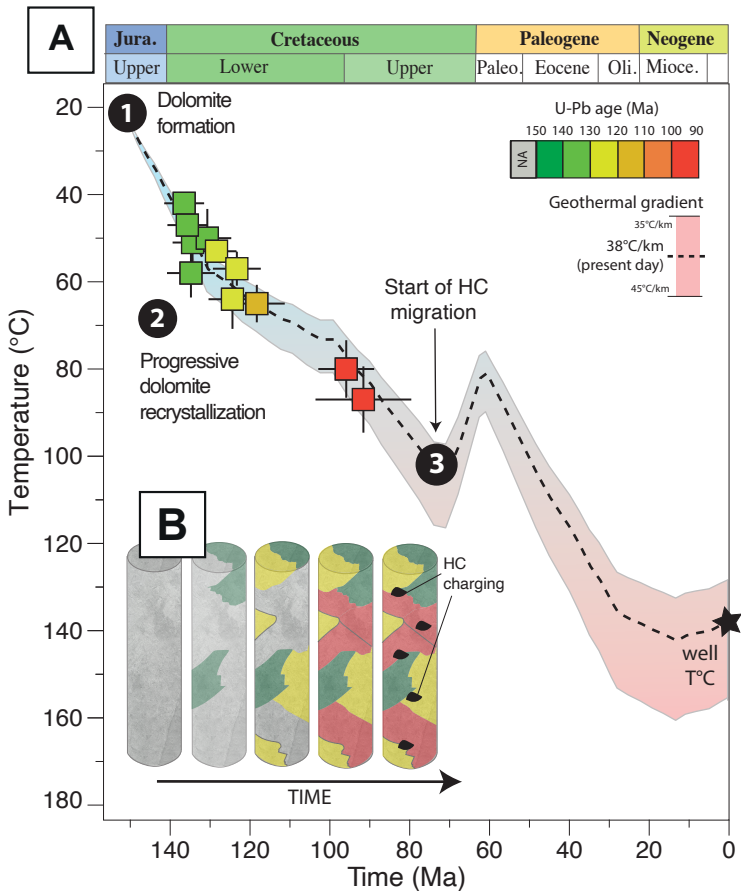 A
Jura.
Cretaceous
Paleogene
Neogene
Upper
Lower
Upper
Paleo.
Eocene
Oli.
Mioce.
1
Dolomite
formation
U-Pb age (Ma)
150 140 130 120 100 90
NA
Geothermal gradient
35°C/km
38°C/km
(present day)
45°C/km
Start of HC
migration
2
Progressive
dolomite
recrystallization
3
B
HC
charging
well
T°C
TIME
Temperature (°C)
20
40
60
80
100
120
140
160
180
140 120 100 80 60 40 20 0
Time (Ma)